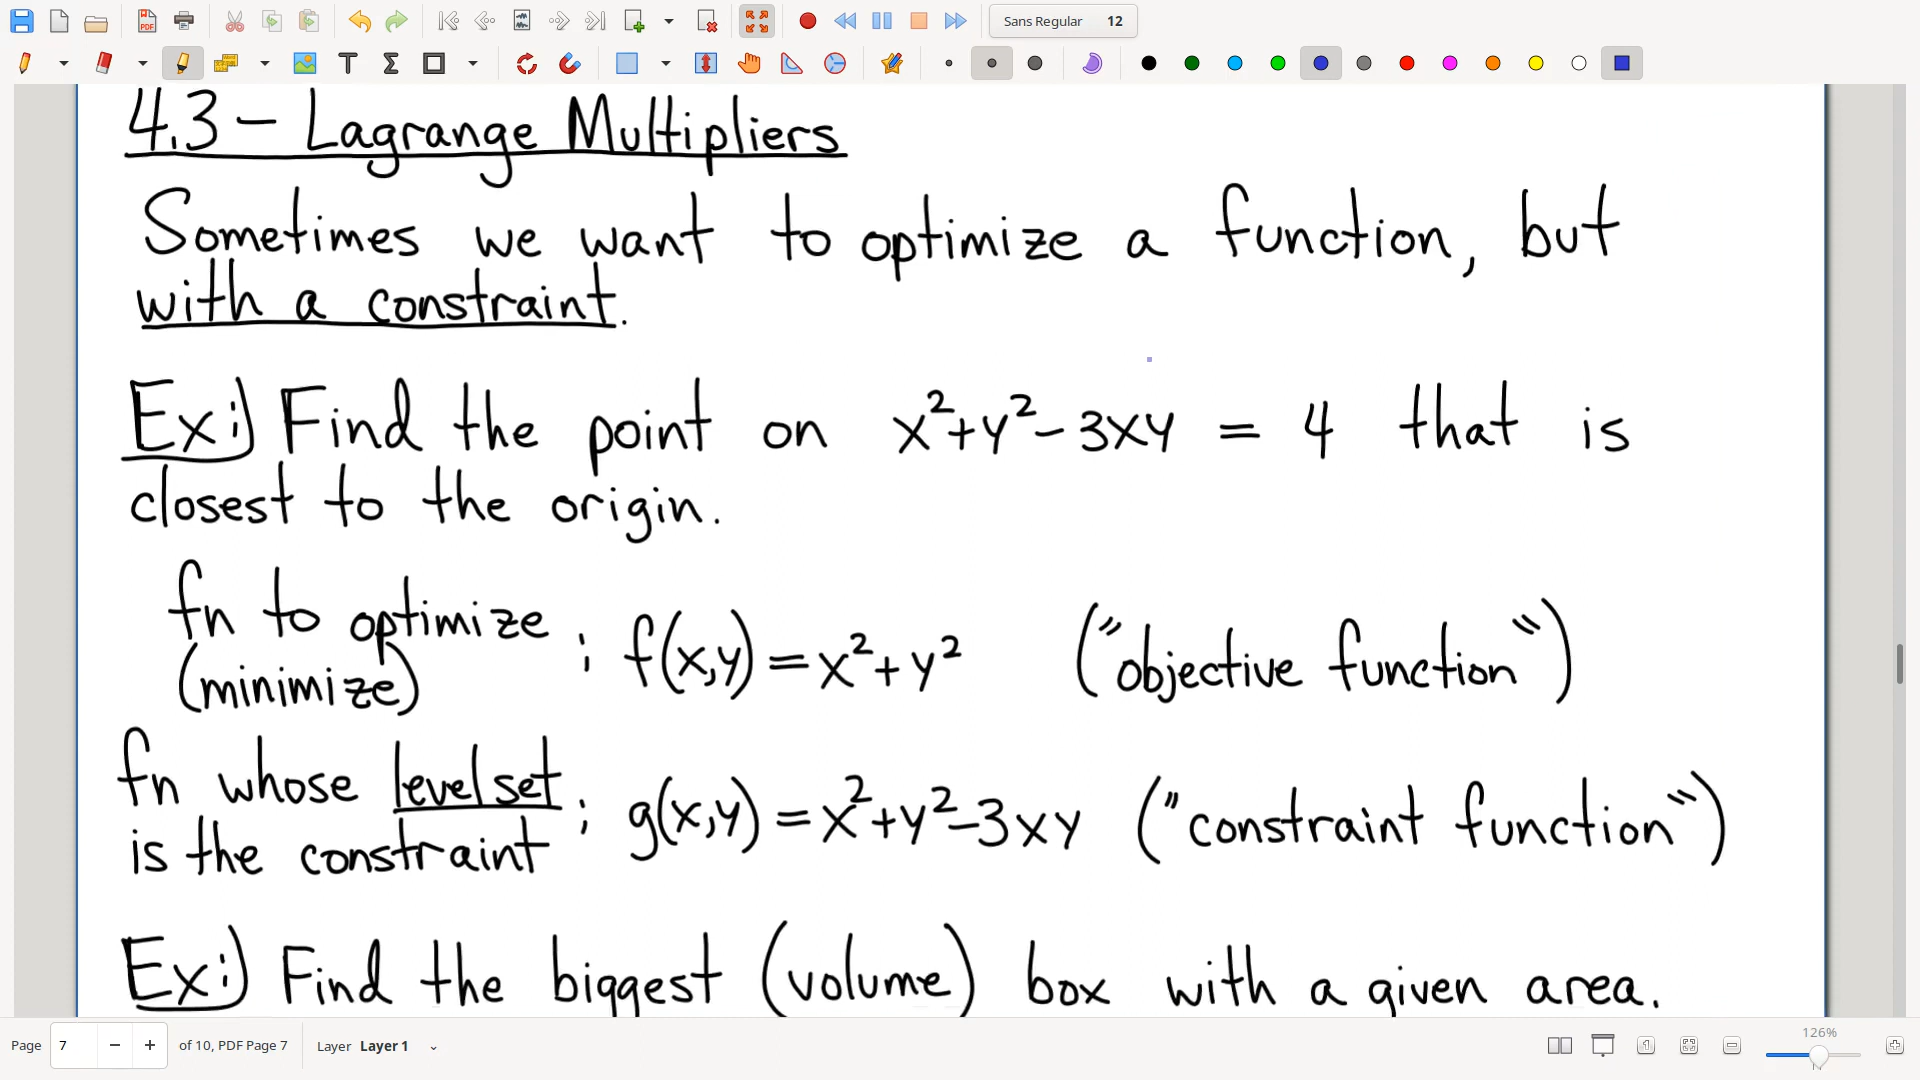 Sans Regular 12
4.3 - Lagrange Multipliers
Sometimes we want to optimize a function, but
with a constraint.
Ex:) Find the point on x²+y²-3xy = 4 that is
closest to the origin.
fn to optimize : f(x,y) = x²+y² ("objective function")
(minimize)
fn whose level set : g(x,y) = x²+y²-3xy ("constraint function")
is the constraint
Ex:) Find the biggest (volume) box with a given area.
Page 7 of 10, PDF Page 7 Layer Layer 1 126%